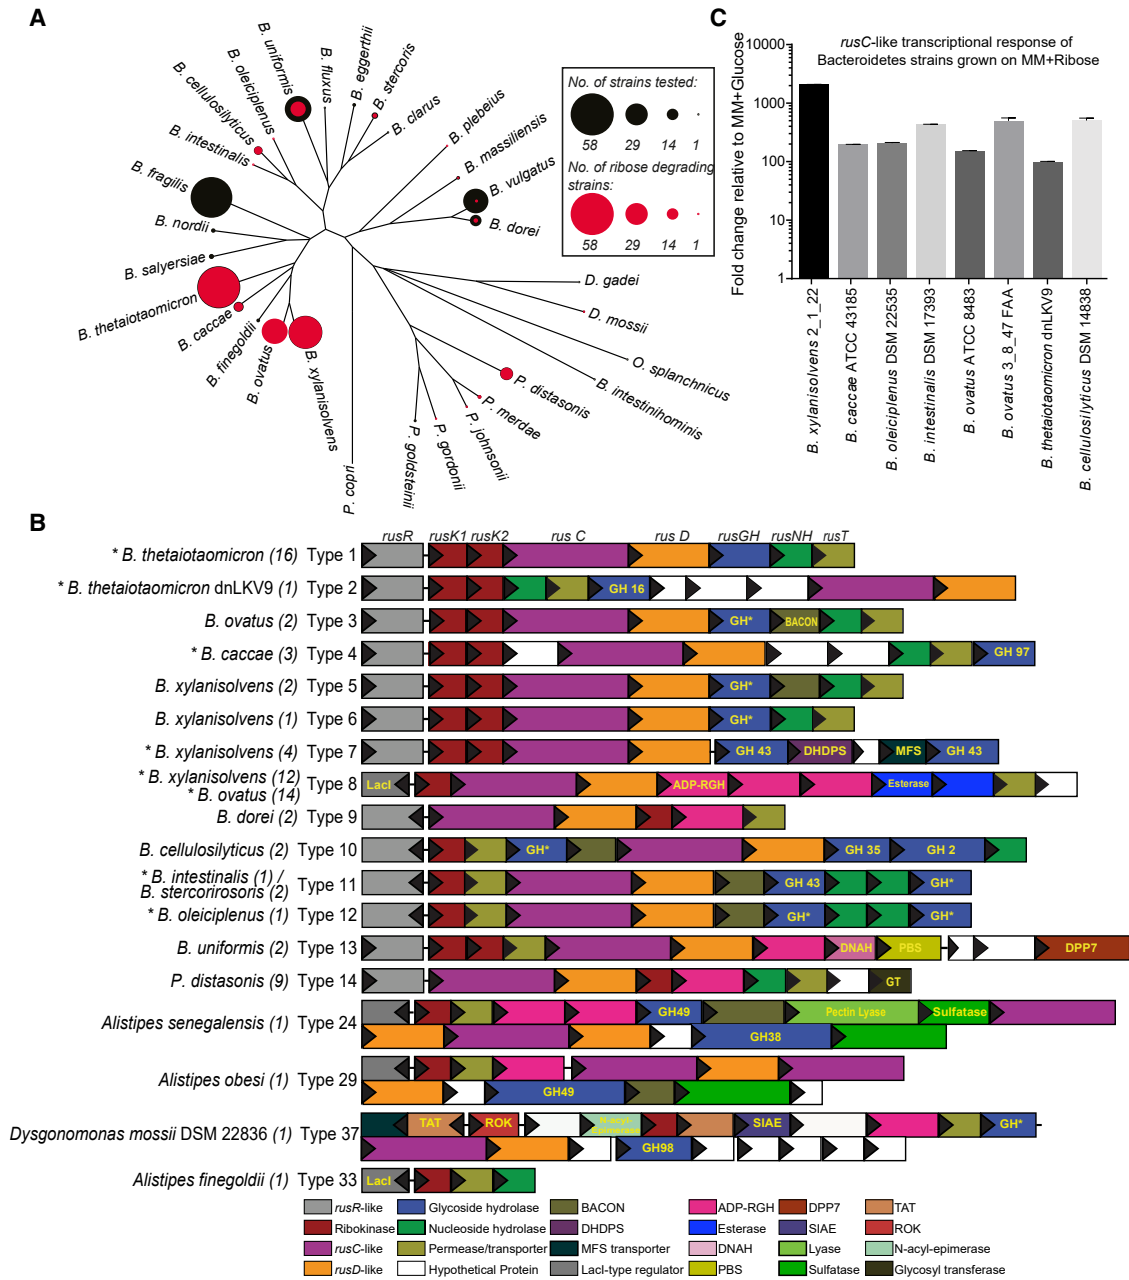 A
B. uniformis
B. fluxus
B. eggerthii
B. stercoris
B. oleiciplenus
B. cellulosilyticus
B. clarus
B. plebeius
B. intestinalis
B. massiliensis
B. fragilis
B. vulgatus
B. nordii
B. dorei
B. salyersiae
B. thetaiotaomicron
B. caccae
B. finegoldii
B. ovatus
B. xylanisolvens
P. copri
P. goldsteinii
P. gordonii
P. johnsonii
P. merdae
P. distasonis
B. intestinihominis
O. splanchnicus
D. mossii
D. gadei
No. of strains tested:
58 29 14 1
No. of ribose degrading
strains:
58 29 14 1
C
rusC-like transcriptional response of
Bacteroidetes strains grown on MM+Ribose
Fold change relative to MM+Glucose
10000
1000
100
10
1
B. xylanisolvens 2_1_22
B. caccae ATCC 43185
B. oleiciplenus DSM 22535
B. intestinalis DSM 17393
B. ovatus ATCC 8483
B. ovatus 3_8_47 FAA
B. thetaiotaomicron dnLKV9
B. cellulosilyticus DSM 14838
B
rusR rusK1 rusK2 rus C rus D rusGH rusNH rusT
* B. thetaiotaomicron (16) Type 1
* B. thetaiotaomicron dnLKV9 (1) Type 2 GH 16
B. ovatus (2) Type 3 GH* BACON
* B. caccae (3) Type 4 GH 97
B. xylanisolvens (2) Type 5 GH*
B. xylanisolvens (1) Type 6 GH*
* B. xylanisolvens (4) Type 7 GH 43 DHDPS MFS GH 43
* B. xylanisolvens (12)
* B. ovatus (14) Type 8 LacI ADP-RGH Esterase
B. dorei (2) Type 9
B. cellulosilyticus (2) Type 10 GH* GH 35 GH 2
* B. intestinalis (1) /
B. stercorirosoris (2) Type 11 GH 43 GH*
* B. oleiciplenus (1) Type 12 GH* GH*
B. uniformis (2) Type 13 DNAH PBS DPP7
P. distasonis (9) Type 14 GT
Alistipes senegalensis (1) Type 24 GH49 Pectin Lyase Sulfatase
GH38
Alistipes obesi (1) Type 29
GH49
Dysgonomonas mossii DSM 22836 (1) Type 37 TAT ROK N-acyl-Epimerase SIAE GH*
GH98
Alistipes finegoldii (1) Type 33 LacI
rusR-like Glycoside hydrolase BACON ADP-RGH DPP7 TAT
Ribokinase Nucleoside hydrolase DHDPS Esterase SIAE ROK
rusC-like Permease/transporter MFS transporter DNAH Lyase N-acyl-epimerase
rusD-like Hypothetical Protein LacI-type regulator PBS Sulfatase Glycosyl transferase